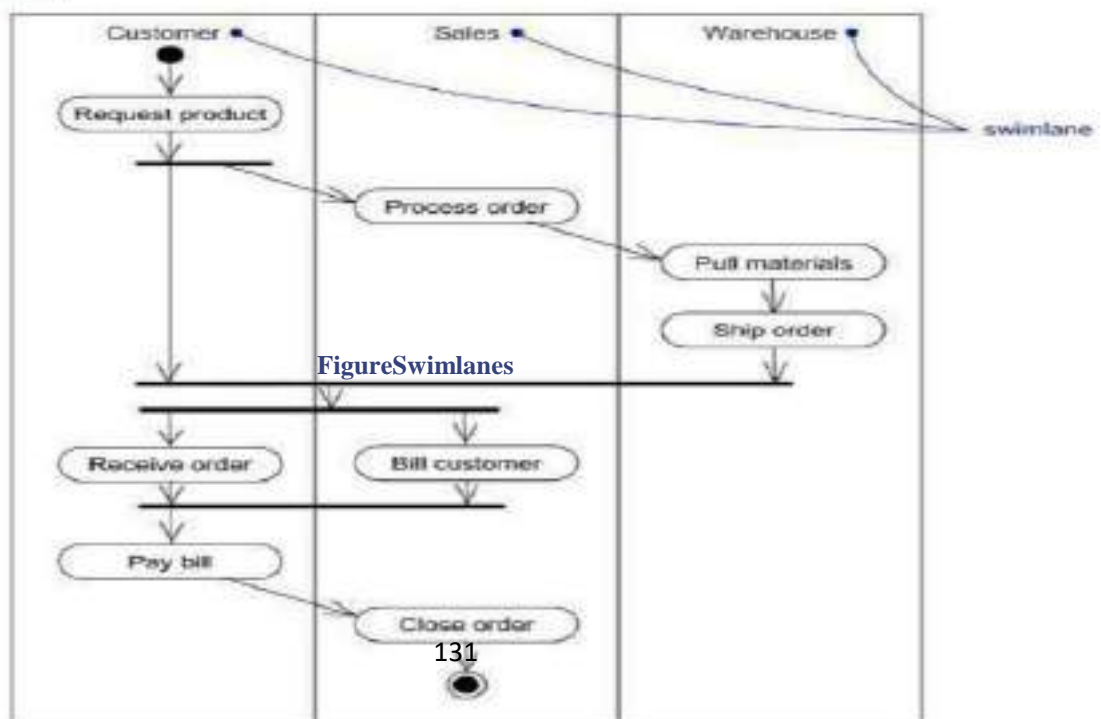 Customer
Sales
Warehouse
Request product
swimlane
Process order
Pull materials
Ship order
FigureSwimlanes
Receive order
Bill customer
Pay bill
Close order
131